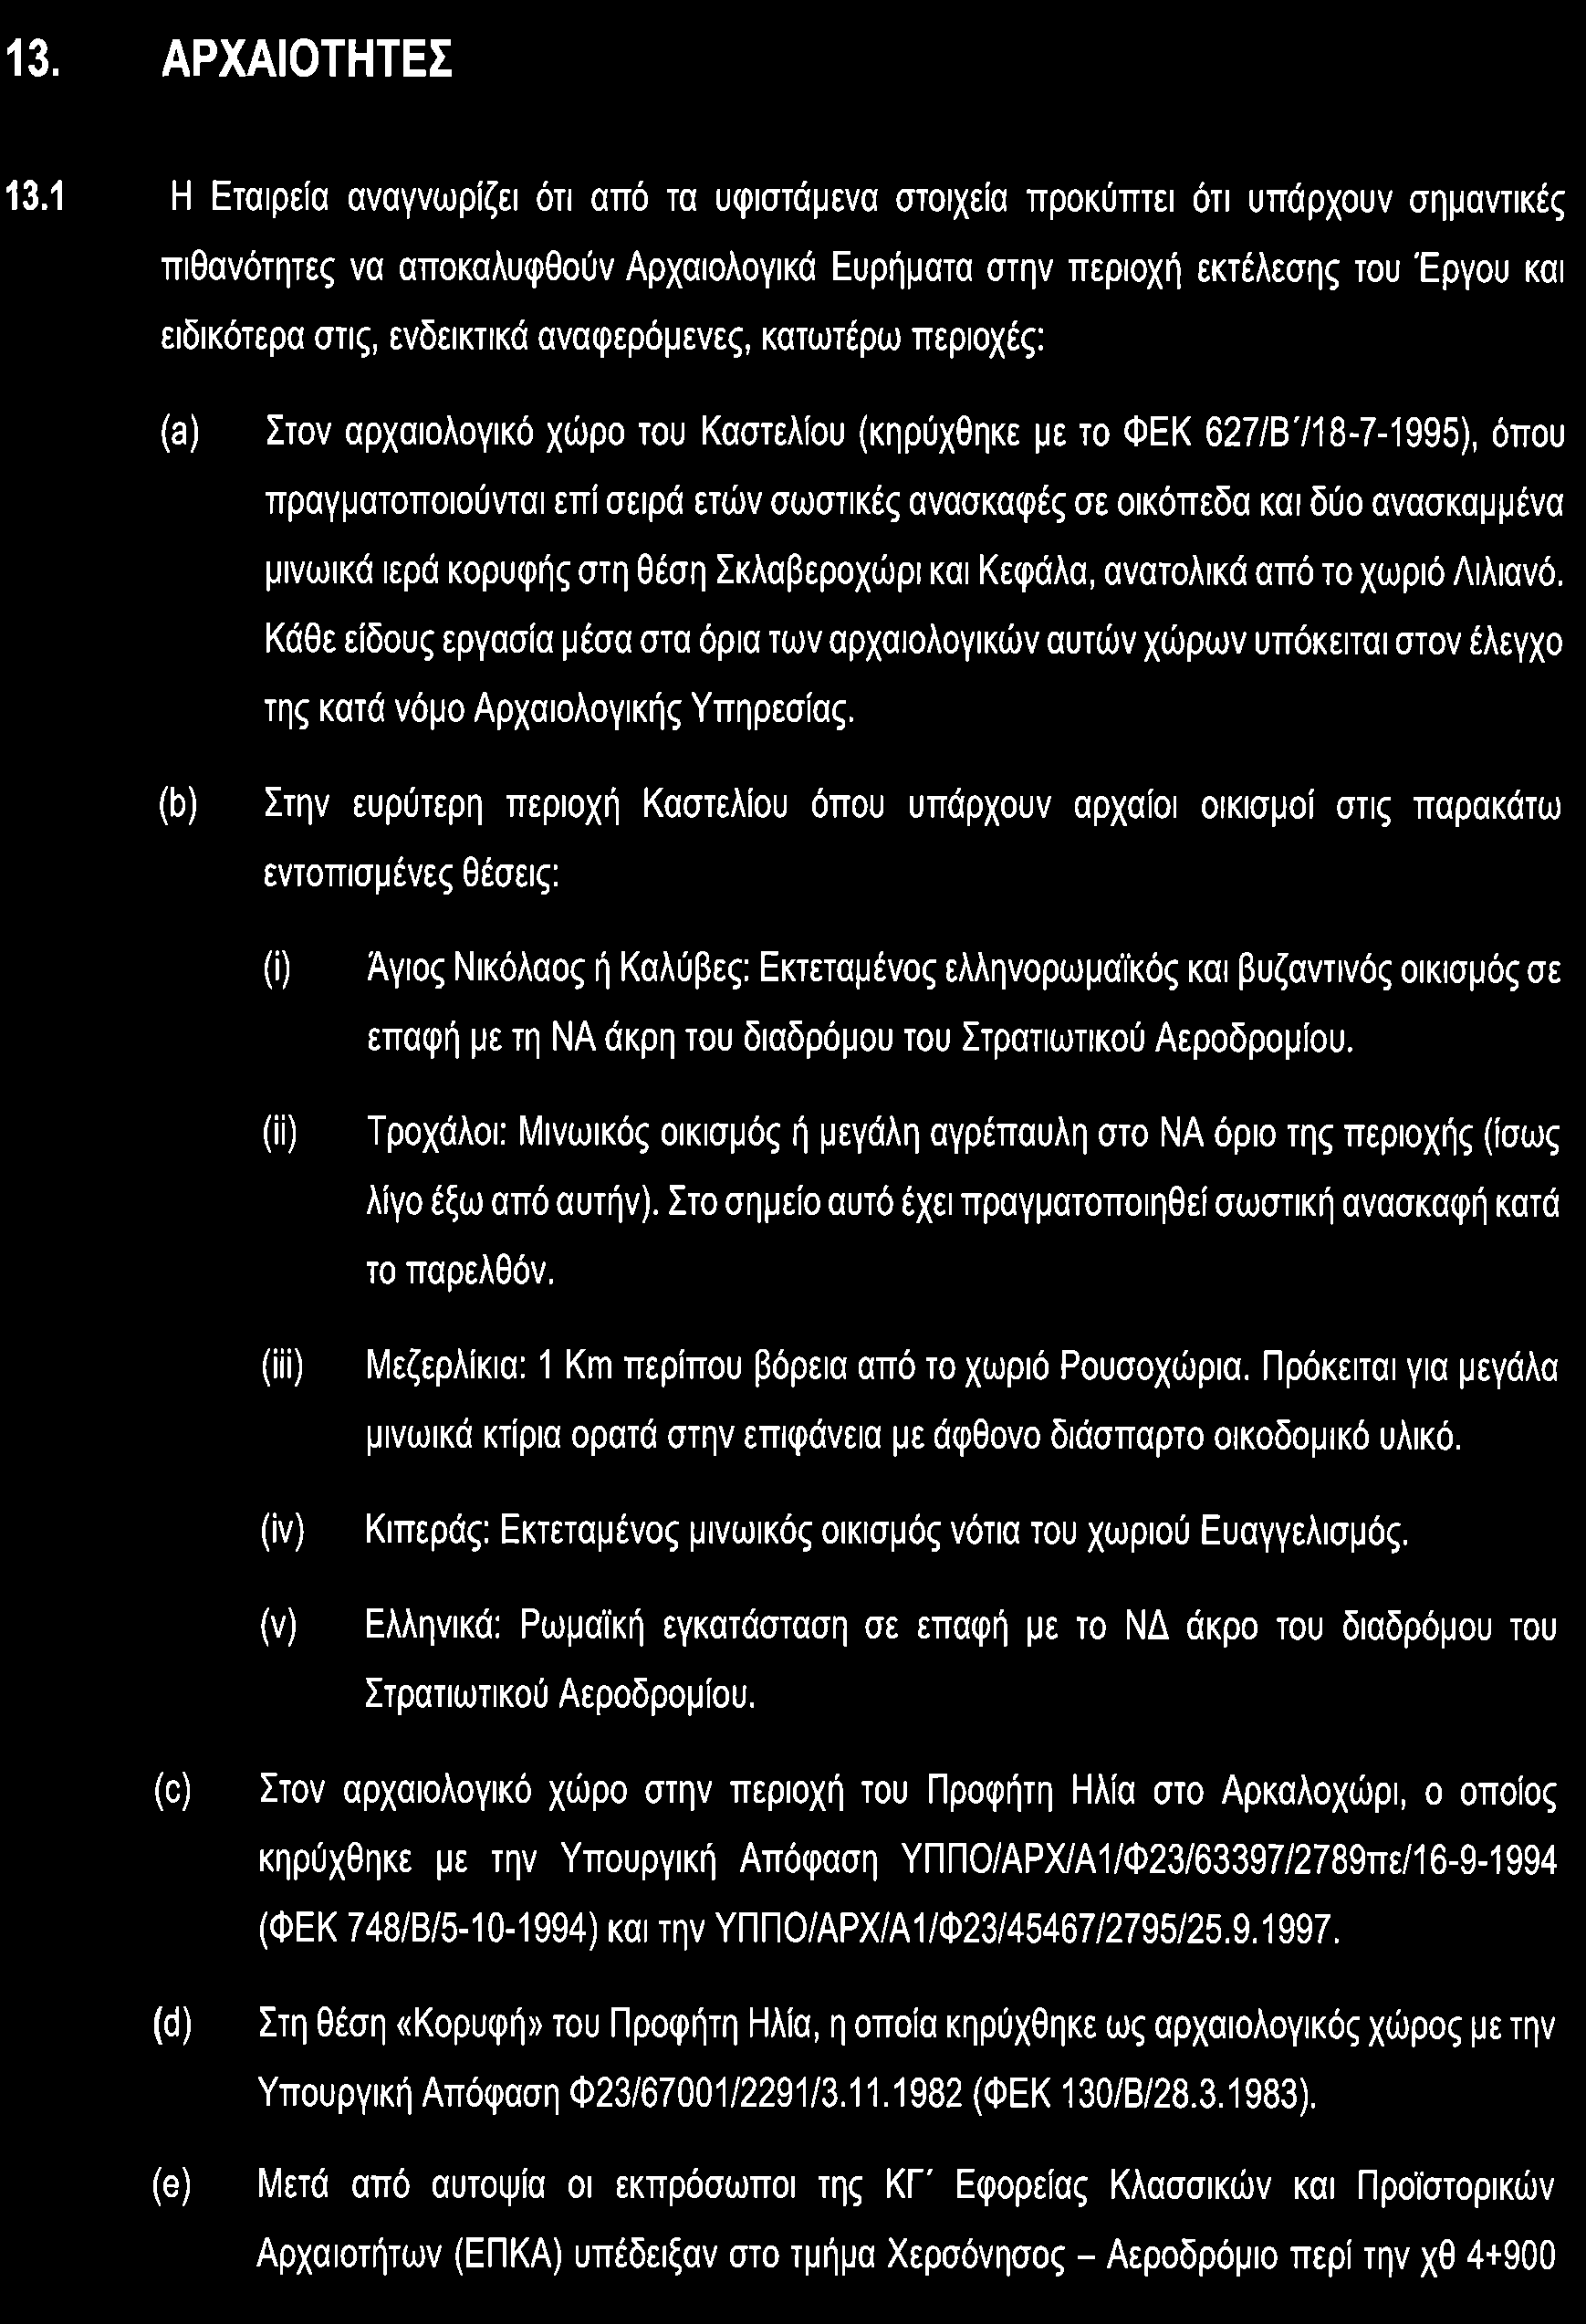 13. ΑΡΧΑΙΟΤΗΤΕΣ
13.1 Η Εταιρεία αναγνωρίζει ότι από τα υφιστάμενα στοιχεία προκύπτει ότι υπάρχουν σημαντικές
πιθανότητες να αποκαλυφθούν Αρχαιολογικά Ευρήματα στην περιοχή εκτέλεσης του Έργου και
ειδικότερα στις, ενδεικτικά αναφερόμενες, κατωτέρω περιοχές:
(a) Στον αρχαιολογικό χώρο του Καστελίου (κηρύχθηκε με το ΦΕΚ 627/Β΄/18-7-1995), όπου
πραγματοποιούνται επί σειρά ετών σωστικές ανασκαφές σε οικόπεδα και δύο ανασκαμμένα
μινωικά ιερά κορυφής στη θέση Σκλαβεροχώρι και Κεφάλα, ανατολικά από το χωριό Λιλιανό.
Κάθε είδους εργασία μέσα στα όρια των αρχαιολογικών αυτών χώρων υπόκειται στον έλεγχο
της κατά νόμο Αρχαιολογικής Υπηρεσίας.
(b) Στην ευρύτερη περιοχή Καστελίου όπου υπάρχουν αρχαίοι οικισμοί στις παρακάτω
εντοπισμένες θέσεις:
(i) Άγιος Νικόλαος ή Καλύβες: Εκτεταμένος ελληνορωμαϊκός και βυζαντινός οικισμός σε
επαφή με τη ΝΑ άκρη του διαδρόμου του Στρατιωτικού Αεροδρομίου.
(ii) Τροχάλοι: Μινωικός οικισμός ή μεγάλη αγρέπαυλη στο ΝΑ όριο της περιοχής (ίσως
λίγο έξω από αυτήν). Στο σημείο αυτό έχει πραγματοποιηθεί σωστική ανασκαφή κατά
το παρελθόν.
(iii) Μεζερλίκια: 1 Km περίπου βόρεια από το χωριό Ρουσοχώρια. Πρόκειται για μεγάλα
μινωικά κτίρια ορατά στην επιφάνεια με άφθονο διάσπαρτο οικοδομικό υλικό.
(iv) Κιπεράς: Εκτεταμένος μινωικός οικισμός νότια του χωριού Ευαγγελισμός.
(v) Ελληνικά: Ρωμαϊκή εγκατάσταση σε επαφή με το ΝΔ άκρο του διαδρόμου του
Στρατιωτικού Αεροδρομίου.
(c) Στον αρχαιολογικό χώρο στην περιοχή του Προφήτη Ηλία στο Αρκαλοχώρι, ο οποίος
κηρύχθηκε με την Υπουργική Απόφαση ΥΠΠΟ/ΑΡΧ/Α1/Φ23/63397/2789πε/16-9-1994
(ΦΕΚ 748/Β/5-10-1994) και την ΥΠΠΟ/ΑΡΧ/Α1/Φ23/45467/2795/25.9.1997.
(d) Στη θέση «Κορυφή» του Προφήτη Ηλία, η οποία κηρύχθηκε ως αρχαιολογικός χώρος με την
Υπουργική Απόφαση Φ23/67001/2291/3.11.1982 (ΦΕΚ 130/Β/28.3.1983).
(e) Μετά από αυτοψία οι εκπρόσωποι της ΚΓ΄ Εφορείας Κλασσικών και Προϊστορικών
Αρχαιοτήτων (ΕΠΚΑ) υπέδειξαν στο τμήμα Χερσόνησος – Αεροδρόμιο περί την χθ 4+900